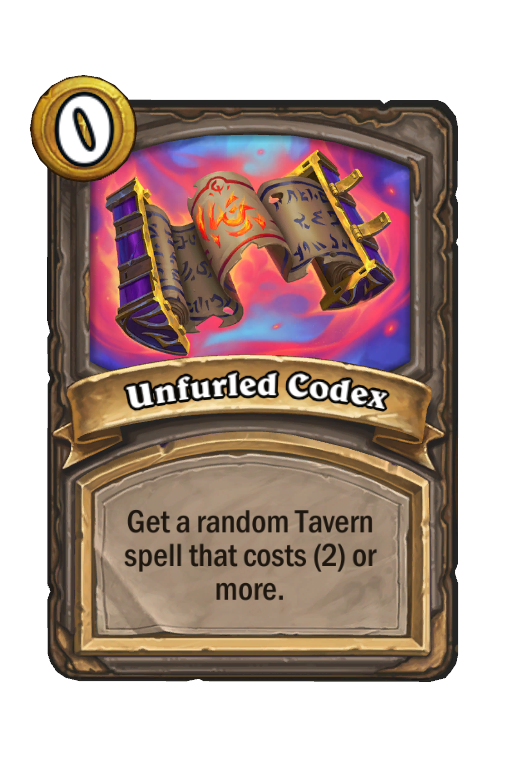 0
Unfurled Codex
Get a random Tavern
spell that costs (2) or
more.